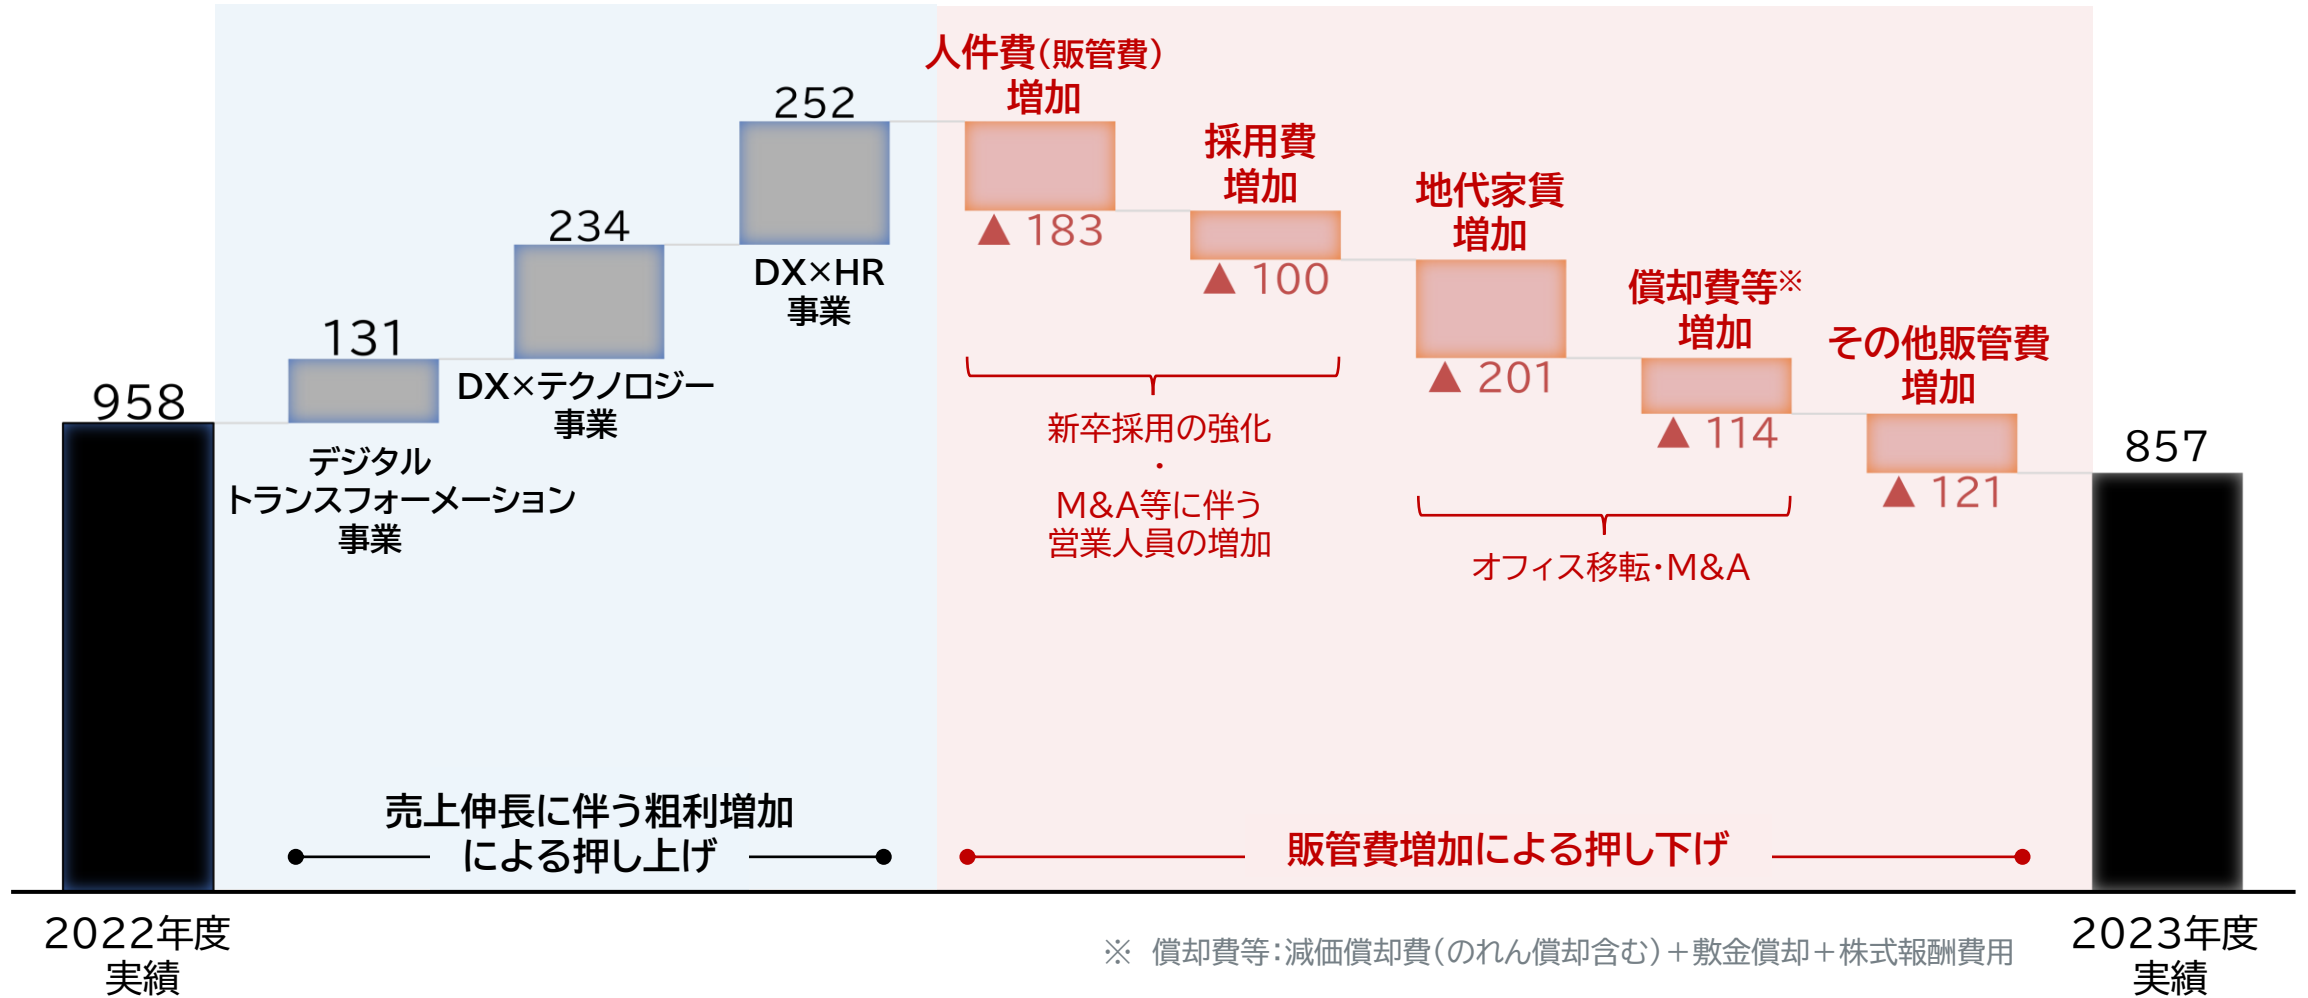 958
131
デジタル
トランスフォーメーション
事業
234
DX×テクノロジー
事業
252
DX×HR
事業
人件費（販管費）
増加
▲ 183
採用費
増加
▲ 100
新卒採用の強化
・
M&A等に伴う
営業人員の増加
地代家賃
増加
▲ 201
償却費等※
増加
▲ 114
オフィス移転・M&A
その他販管費
増加
▲ 121
857
売上伸長に伴う粗利増加
による押し上げ
販管費増加による押し下げ
2022年度
実績
※ 償却費等：減価償却費（のれん償却含む）＋敷金償却＋株式報酬費用
2023年度
実績